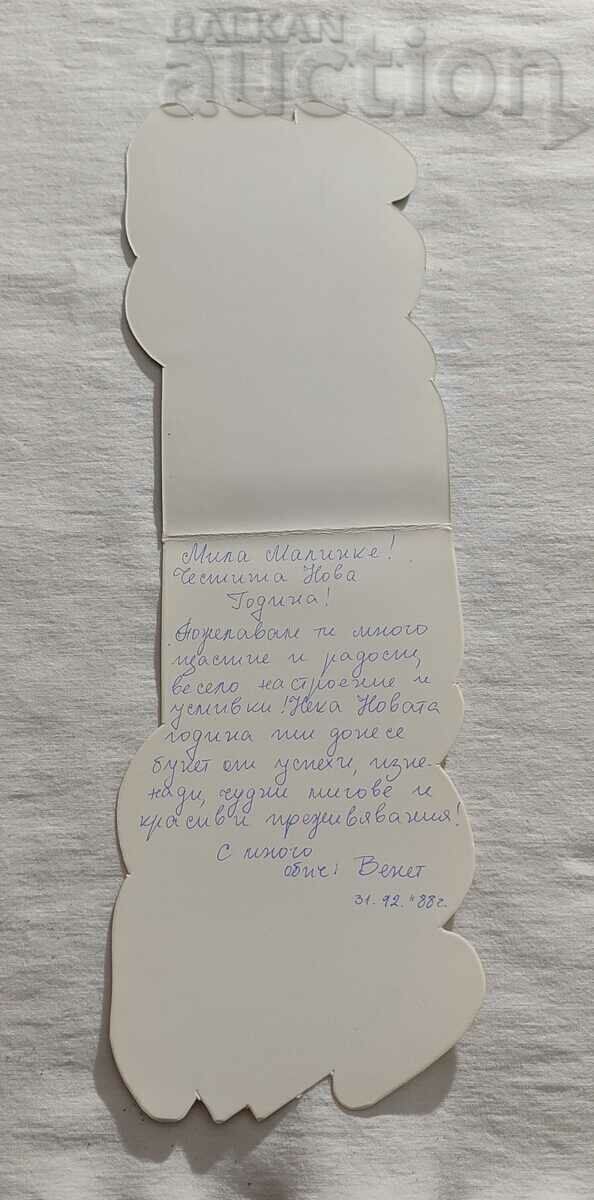 BALKAN
auction
Мила Малинке!
Честита Нова
Година!
Пожелавам ти много
щастие и радости,
весело настроение и
усмивки! Нека Новата
година ти донесе
букет от успехи, изне-
нади, чудни мигове и
красиви преживявания!
С много
обич: Венет
31.12."88г.